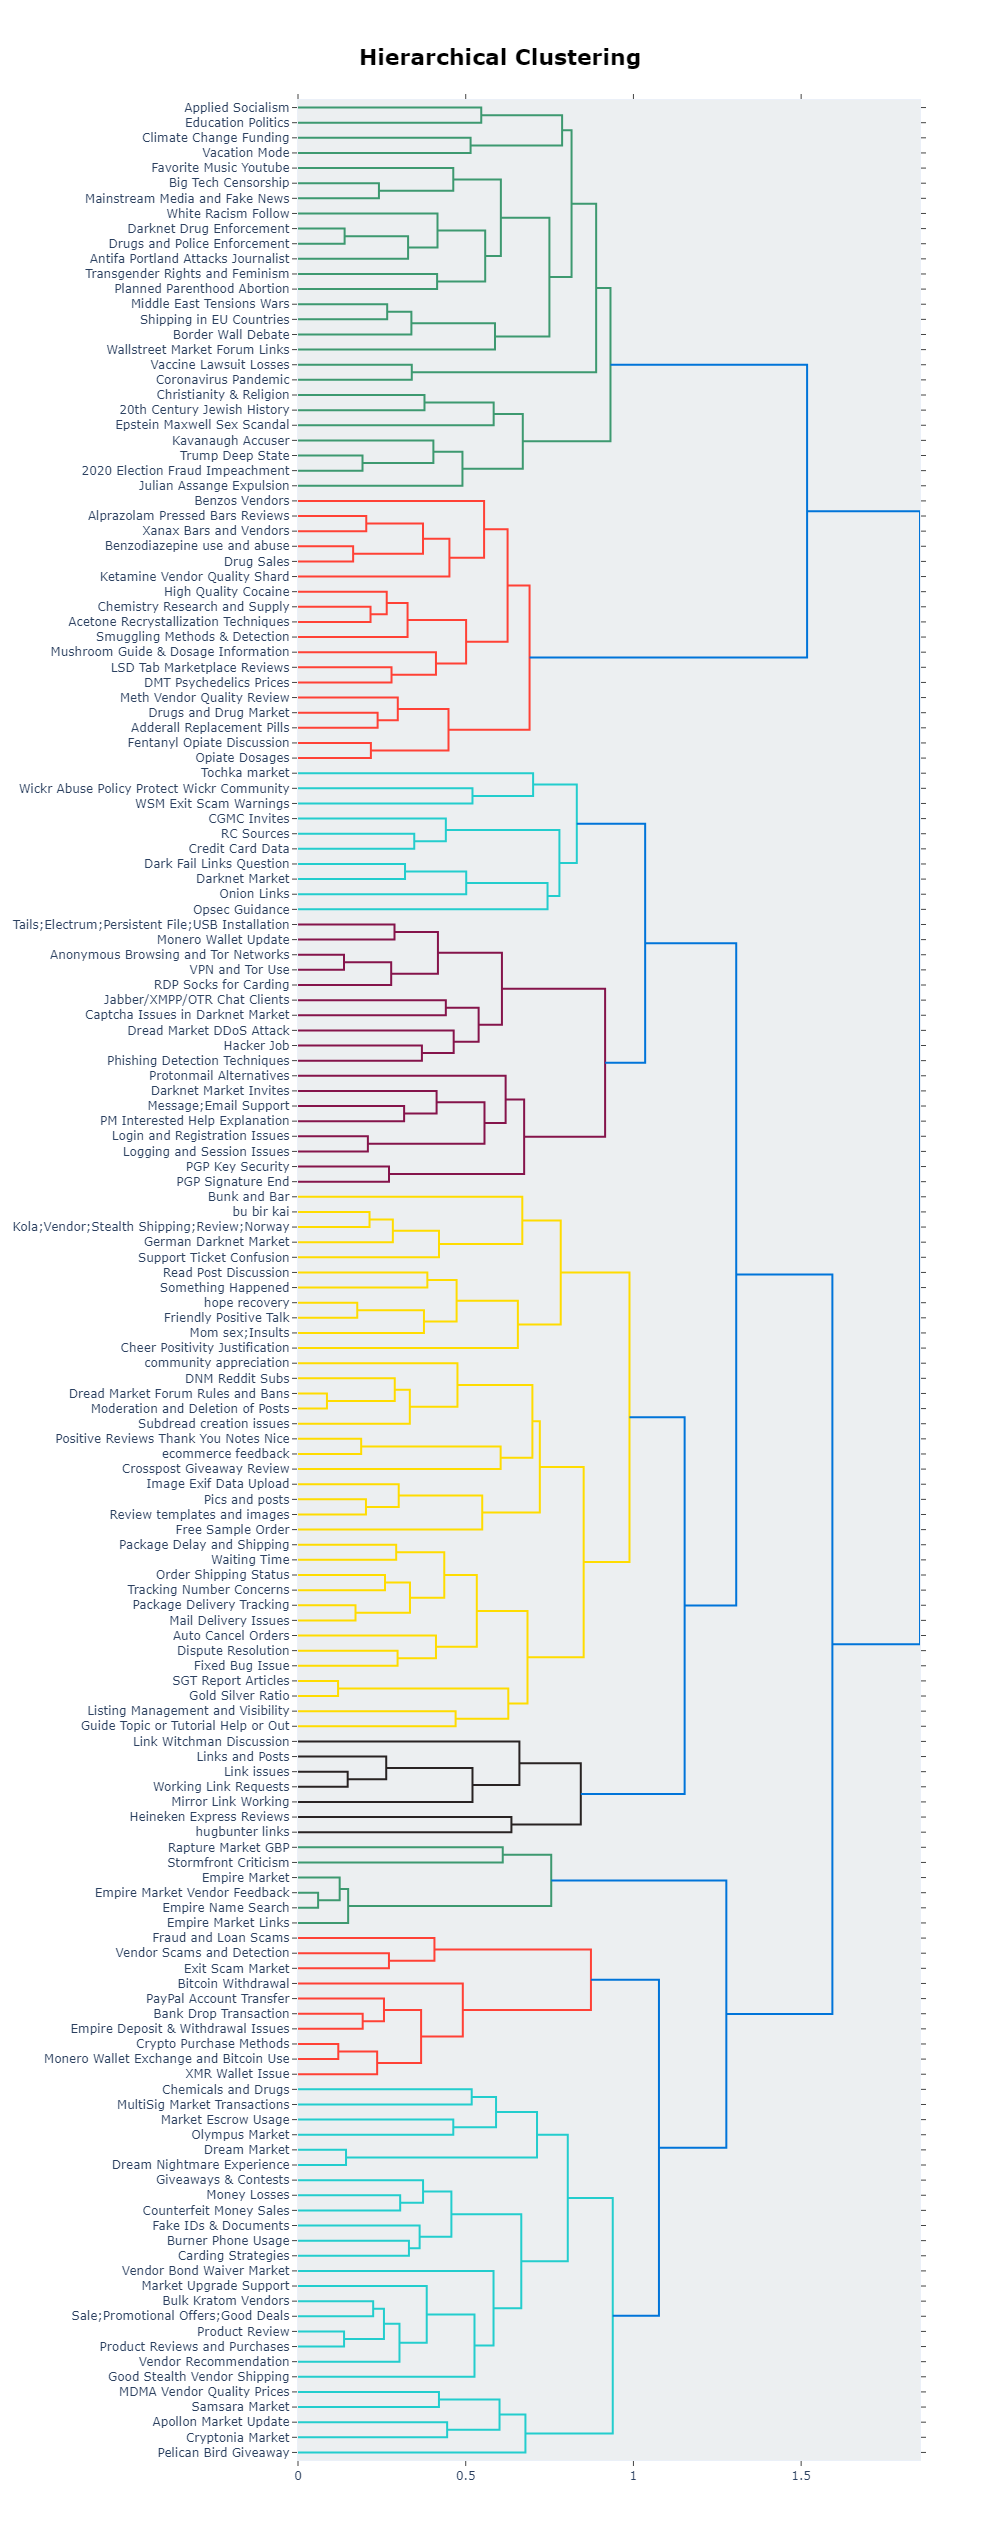 Hierarchical Clustering
Applied Socialism
Education Politics
Climate Change Funding
Vacation Mode
Favorite Music Youtube
Big Tech Censorship
Mainstream Media and Fake News
White Racism Follow
Darknet Drug Enforcement
Drugs and Police Enforcement
Antifa Portland Attacks Journalist
Transgender Rights and Feminism
Planned Parenthood Abortion
Middle East Tensions Wars
Shipping in EU Countries
Border Wall Debate
Wallstreet Market Forum Links
Vaccine Lawsuit Losses
Coronavirus Pandemic
Christianity & Religion
20th Century Jewish History
Epstein Maxwell Sex Scandal
Kavanaugh Accuser
Trump Deep State
2020 Election Fraud Impeachment
Julian Assange Expulsion
Benzos Vendors
Alprazolam Pressed Bars Reviews
Xanax Bars and Vendors
Benzodiazepine use and abuse
Drug Sales
Ketamine Vendor Quality Shard
High Quality Cocaine
Chemistry Research and Supply
Acetone Recrystallization Techniques
Smuggling Methods & Detection
Mushroom Guide & Dosage Information
LSD Tab Marketplace Reviews
DMT Psychedelics Prices
Meth Vendor Quality Review
Drugs and Drug Market
Adderall Replacement Pills
Fentanyl Opiate Discussion
Opiate Dosages
Tochka market
Wickr Abuse Policy Protect Wickr Community
WSM Exit Scam Warnings
CGMC Invites
RC Sources
Credit Card Data
Dark Fail Links Question
Darknet Market
Onion Links
Opsec Guidance
Tails;Electrum;Persistent File;USB Installation
Monero Wallet Update
Anonymous Browsing and Tor Networks
VPN and Tor Use
RDP Socks for Carding
Jabber/XMPP/OTR Chat Clients
Captcha Issues in Darknet Market
Dread Market DDoS Attack
Hacker Job
Phishing Detection Techniques
Protonmail Alternatives
Darknet Market Invites
Message;Email Support
PM Interested Help Explanation
Login and Registration Issues
Logging and Session Issues
PGP Key Security
PGP Signature End
Bunk and Bar
bu bir kai
Kola;Vendor;Stealth Shipping;Review;Norway
German Darknet Market
Support Ticket Confusion
Read Post Discussion
Something Happened
hope recovery
Friendly Positive Talk
Mom sex;Insults
Cheer Positivity Justification
community appreciation
DNM Reddit Subs
Dread Market Forum Rules and Bans
Moderation and Deletion of Posts
Subdread creation issues
Positive Reviews Thank You Notes Nice
ecommerce feedback
Crosspost Giveaway Review
Image Exif Data Upload
Pics and posts
Review templates and images
Free Sample Order
Package Delay and Shipping
Waiting Time
Order Shipping Status
Tracking Number Concerns
Package Delivery Tracking
Mail Delivery Issues
Auto Cancel Orders
Dispute Resolution
Fixed Bug Issue
SGT Report Articles
Gold Silver Ratio
Listing Management and Visibility
Guide Topic or Tutorial Help or Out
Link Witchman Discussion
Links and Posts
Link issues
Working Link Requests
Mirror Link Working
Heineken Express Reviews
hugbunter links
Rapture Market GBP
Stormfront Criticism
Empire Market
Empire Market Vendor Feedback
Empire Name Search
Empire Market Links
Fraud and Loan Scams
Vendor Scams and Detection
Exit Scam Market
Bitcoin Withdrawal
PayPal Account Transfer
Bank Drop Transaction
Empire Deposit & Withdrawal Issues
Crypto Purchase Methods
Monero Wallet Exchange and Bitcoin Use
XMR Wallet Issue
Chemicals and Drugs
MultiSig Market Transactions
Market Escrow Usage
Olympus Market
Dream Market
Dream Nightmare Experience
Giveaways & Contests
Money Losses
Counterfeit Money Sales
Fake IDs & Documents
Burner Phone Usage
Carding Strategies
Vendor Bond Waiver Market
Market Upgrade Support
Bulk Kratom Vendors
Sale;Promotional Offers;Good Deals
Product Review
Product Reviews and Purchases
Vendor Recommendation
Good Stealth Vendor Shipping
MDMA Vendor Quality Prices
Samsara Market
Apollon Market Update
Cryptonia Market
Pelican Bird Giveaway
0 0.5 1 1.5